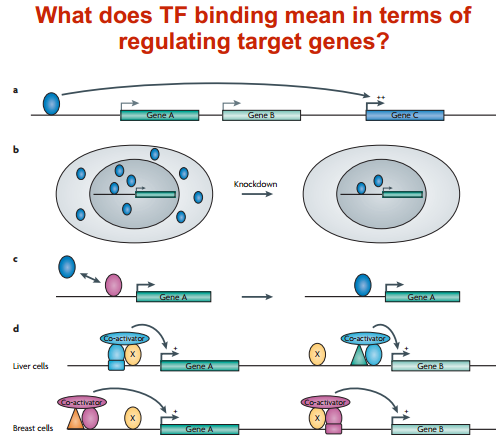 What does TF binding mean in terms of
regulating target genes?
a
++
Gene A
Gene B
Gene C
b
Knockdown
c
Gene A
Gene A
d
Co-activator
Co-activator
X
+
X
+
Liver cells
Gene A
Gene B
Co-activator
Co-activator
X
+
X
+
Breast cells
Gene A
Gene B